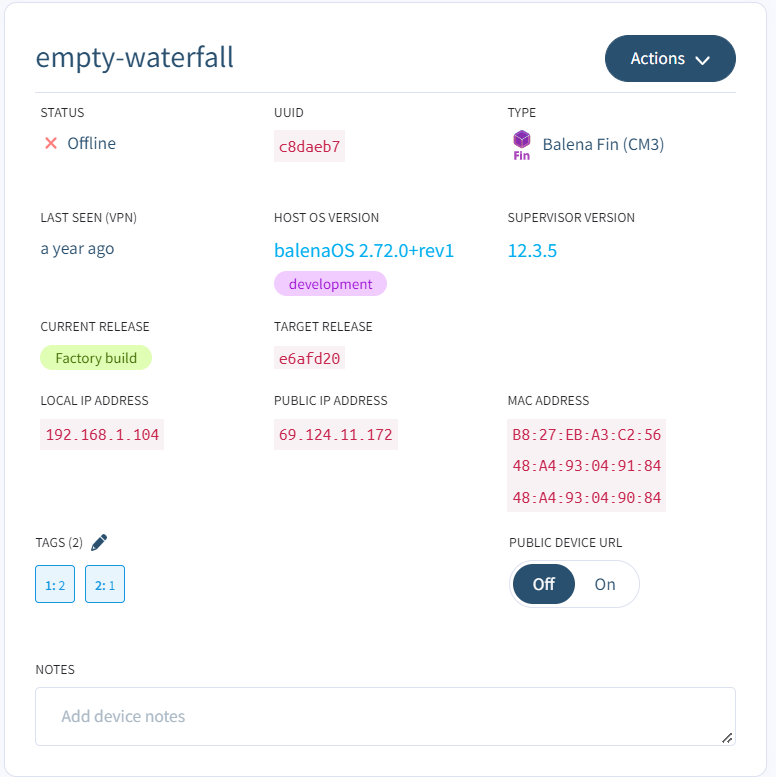 empty-waterfall
Actions
STATUS UUID TYPE
Offline c8daeb7 Fin Balena Fin (CM3)
LAST SEEN (VPN) HOST OS VERSION SUPERVISOR VERSION
a year ago balenaOS 2.72.0+rev1 12.3.5
development
CURRENT RELEASE TARGET RELEASE
Factory build e6afd20
LOCAL IP ADDRESS PUBLIC IP ADDRESS MAC ADDRESS
192.168.1.104 69.124.11.172 B8:27:EB:A3:C2:56
48:A4:93:04:91:84
48:A4:93:04:90:84
TAGS (2) PUBLIC DEVICE URL
1: 2 2: 1 Off On
NOTES
Add device notes